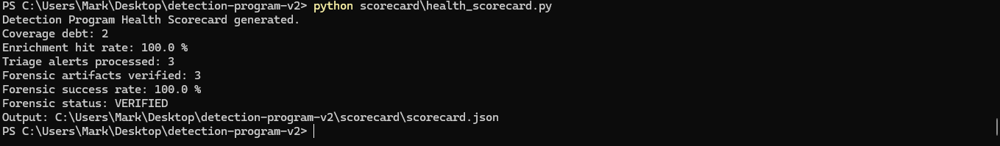 PS C:\Users\Mark\Desktop\detection-program-v2> python scorecard\health_scorecard.py
Detection Program Health Scorecard generated.
Coverage debt: 2
Enrichment hit rate: 100.0 %
Triage alerts processed: 3
Forensic artifacts verified: 3
Forensic success rate: 100.0 %
Forensic status: VERIFIED
Output: C:\Users\Mark\Desktop\detection-program-v2\scorecard\scorecard.json
PS C:\Users\Mark\Desktop\detection-program-v2>